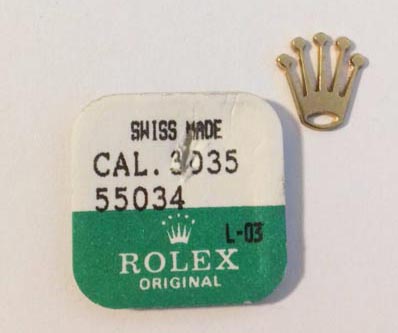 SWISS MADE
CAL. 3035
55034
L-03
ROLEX
ORIGINAL